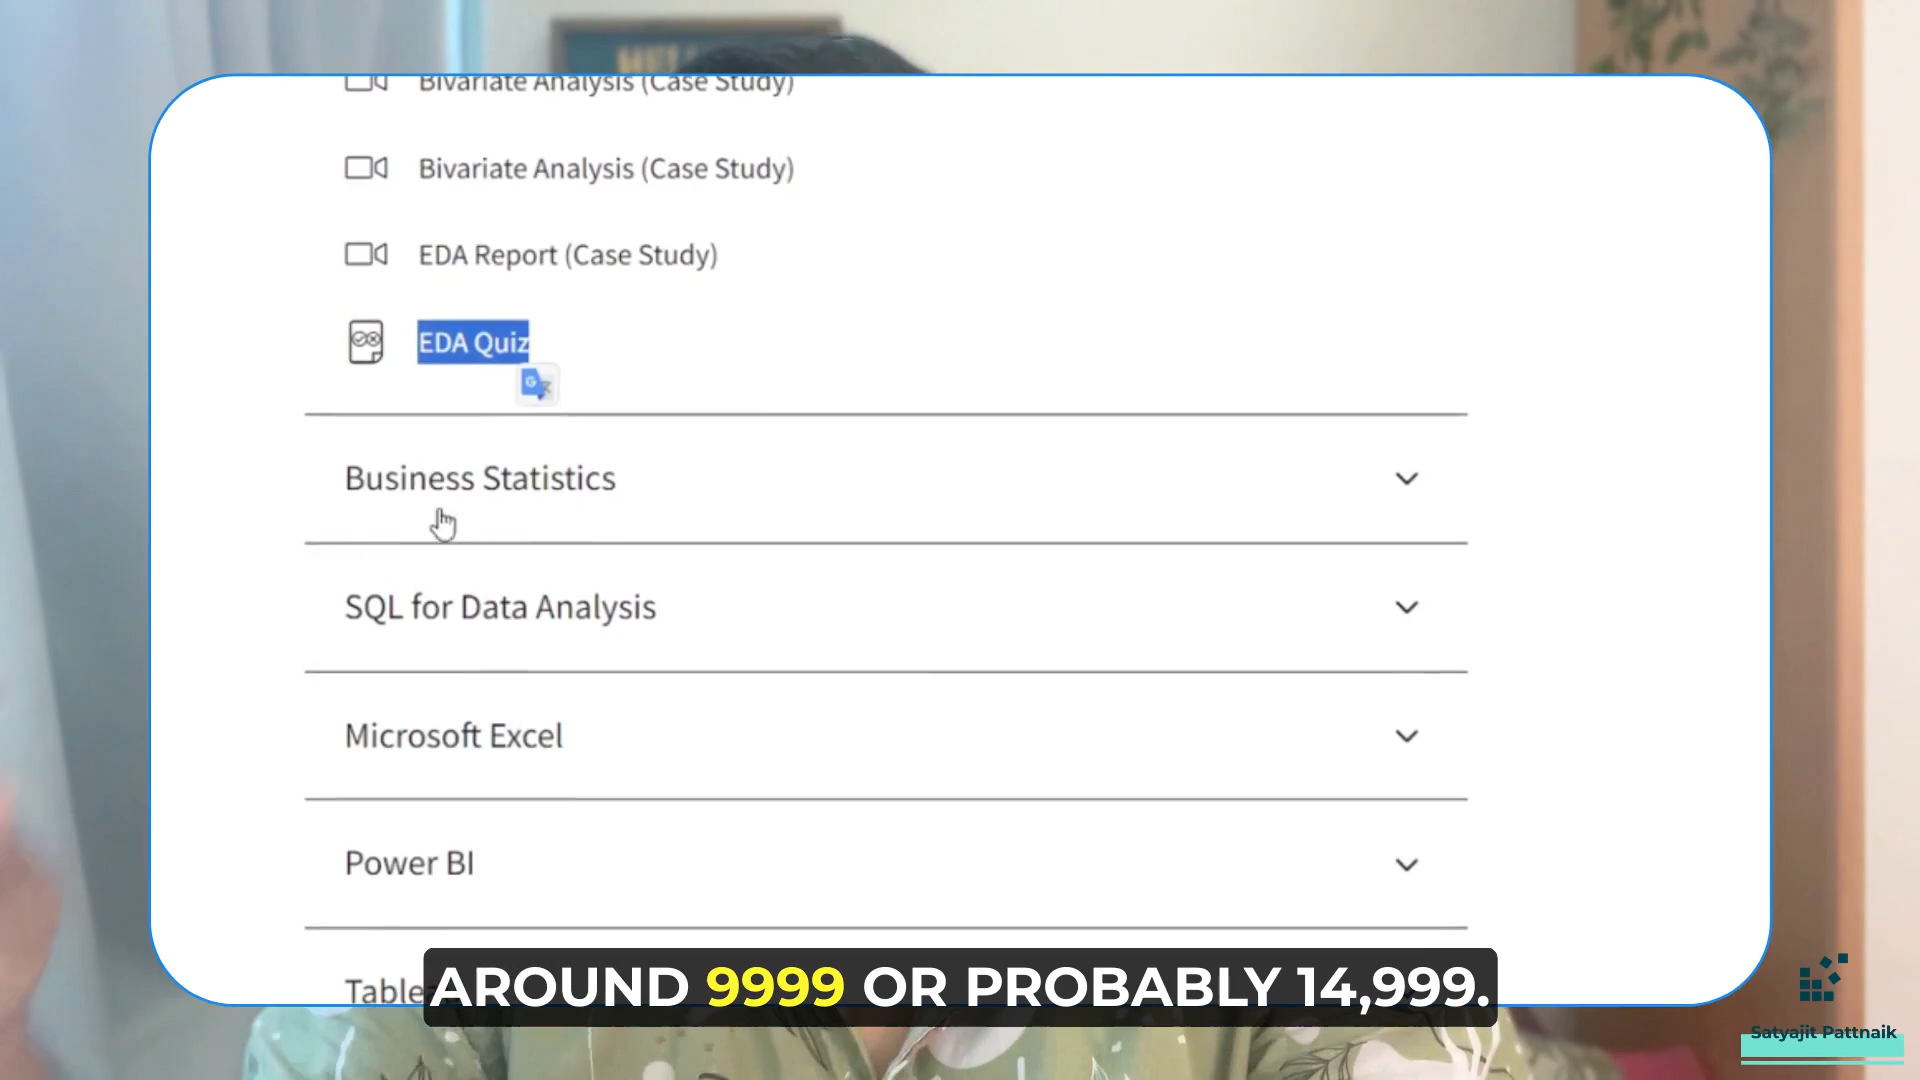 Bivariate Analysis (Case Study)
Bivariate Analysis (Case Study)
EDA Report (Case Study)
EDA Quiz
Business Statistics
SQL for Data Analysis
Microsoft Excel
Power BI
AROUND 9999 OR PROBABLY 14,999.
Satyajit Pattnaik